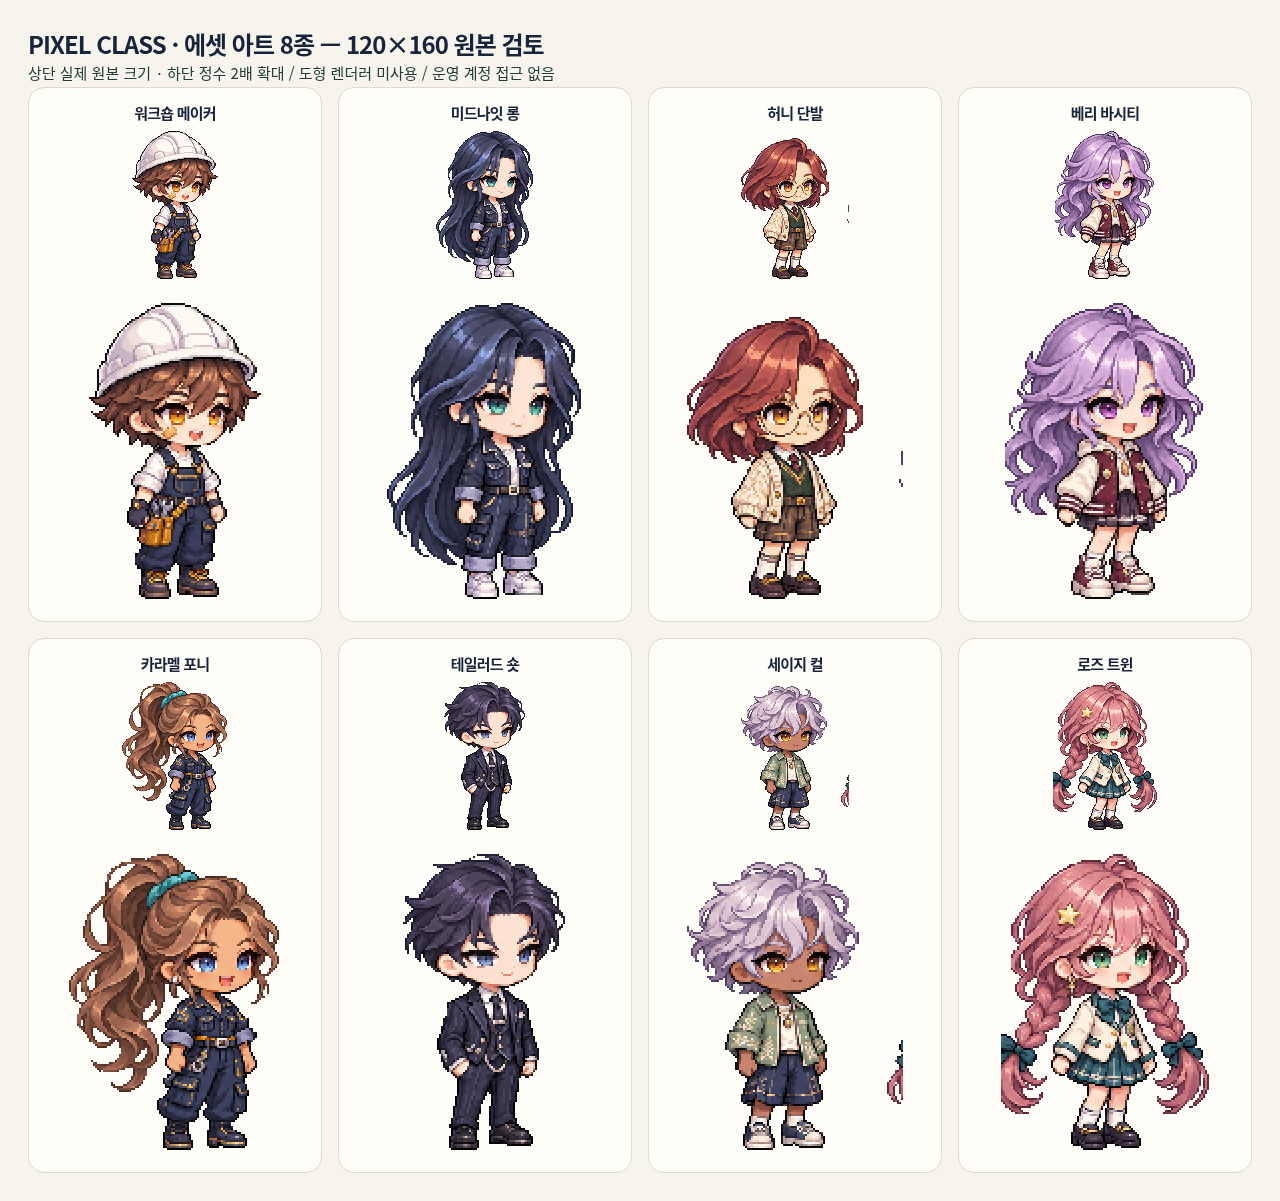 PIXEL CLASS · 에셋 아트 8종 — 120×160 원본 검토
상단 실제 원본 크기 · 하단 정수 2배 확대 / 도형 렌더러 미사용 / 운영 계정 접근 없음
워크숍 메이커
미드나잇 롱
허니 단발
베리 바시티
카라멜 포니
테일러드 숏
세이지 컬
로즈 트윈